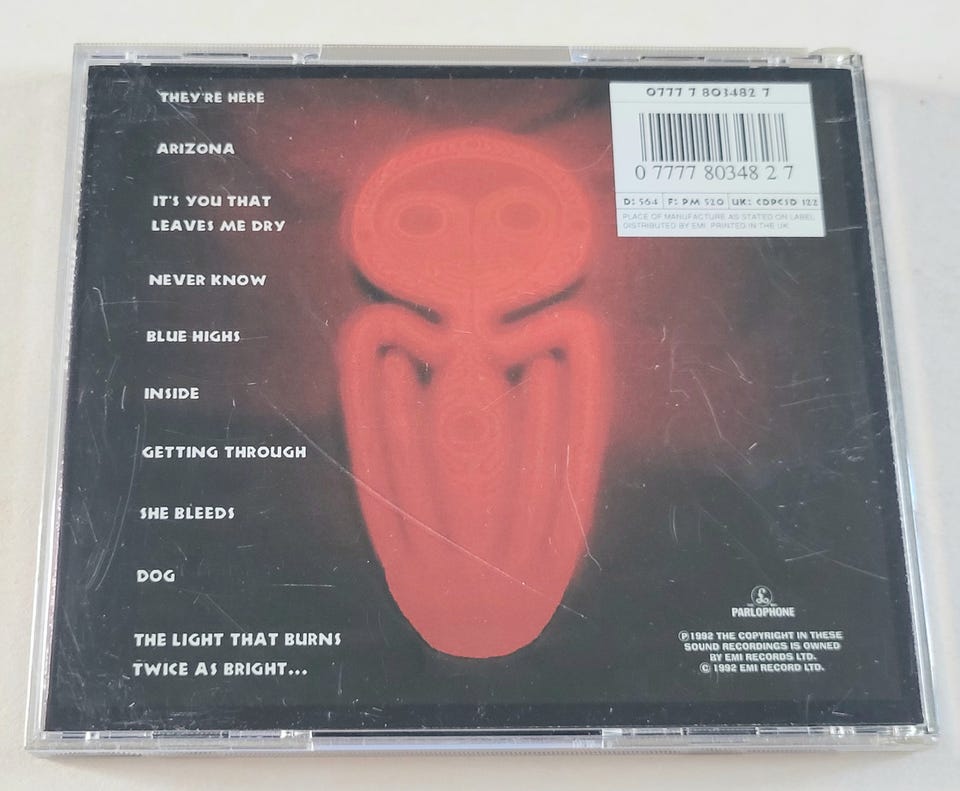 THEY'RE HERE
ARIZONA
IT'S YOU THAT
LEAVES ME DRY
NEVER KNOW
BLUE HIGHS
INSIDE
GETTING THROUGH
SHE BLEEDS
DOG
THE LIGHT THAT BURNS
TWICE AS BRIGHT...
0777 7 803482 7
0 7777 80348 2 7
D: 564 F: PM 520 UK: CDPCSD 122
PLACE OF MANUFACTURE AS STATED ON LABEL
DISTRIBUTED BY EMI. PRINTED IN THE UK
£
PARLOPHONE
℗ 1992 THE COPYRIGHT IN THESE
SOUND RECORDINGS IS OWNED
BY EMI RECORDS LTD.
© 1992 EMI RECORD LTD.